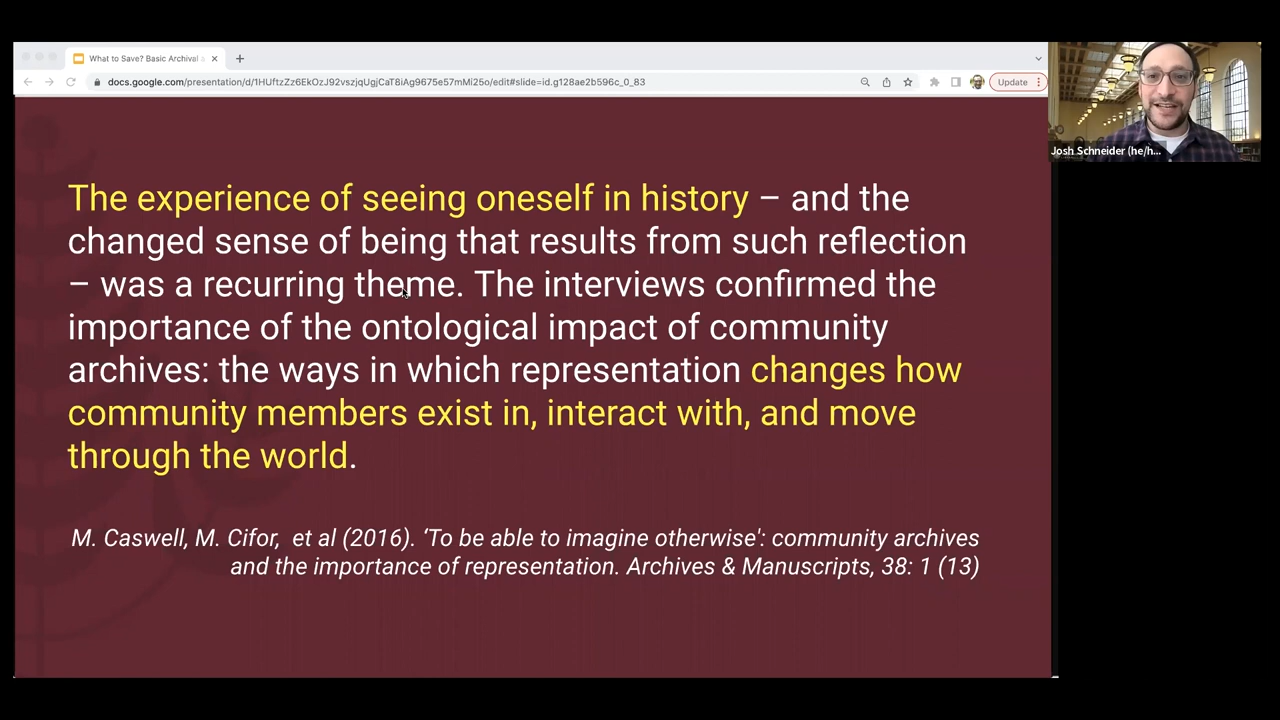 What to Save? Basic Archival
docs.google.com/presentation/d/1HUftzZz6EkOzJ92vszjqUgjCaT8iAg9675e57mMi25o/edit#slide=id.g128ae2b596c_0_83
Update
Josh Schneider (he/h...
The experience of seeing oneself in history – and the
changed sense of being that results from such reflection
– was a recurring theme. The interviews confirmed the
importance of the ontological impact of community
archives: the ways in which representation changes how
community members exist in, interact with, and move
through the world.
M. Caswell, M. Cifor, et al (2016). ‘To be able to imagine otherwise': community archives
and the importance of representation. Archives & Manuscripts, 38: 1 (13)